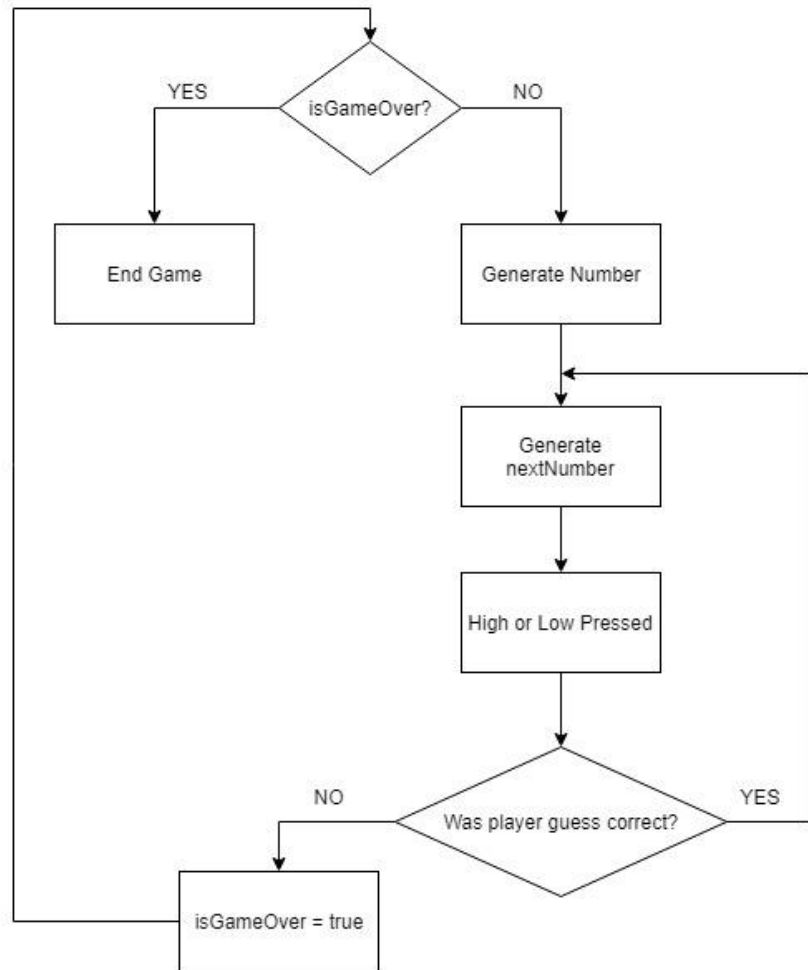 YES
isGameOver?
NO
End Game
Generate Number
Generate
nextNumber
High or Low Pressed
NO
Was player guess correct?
YES
isGameOver = true